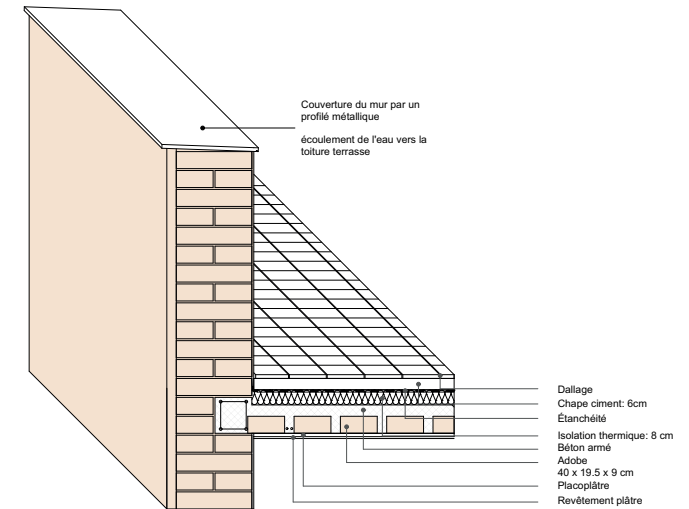 Couverture du mur par un
profilé métallique
écoulement de l'eau vers la
toiture terrasse
Dallage
Chape ciment: 6cm
Étanchéité
Isolation thermique: 8 cm
Béton armé
Adobe
40 x 19.5 x 9 cm
Placoplâtre
Revêtement plâtre